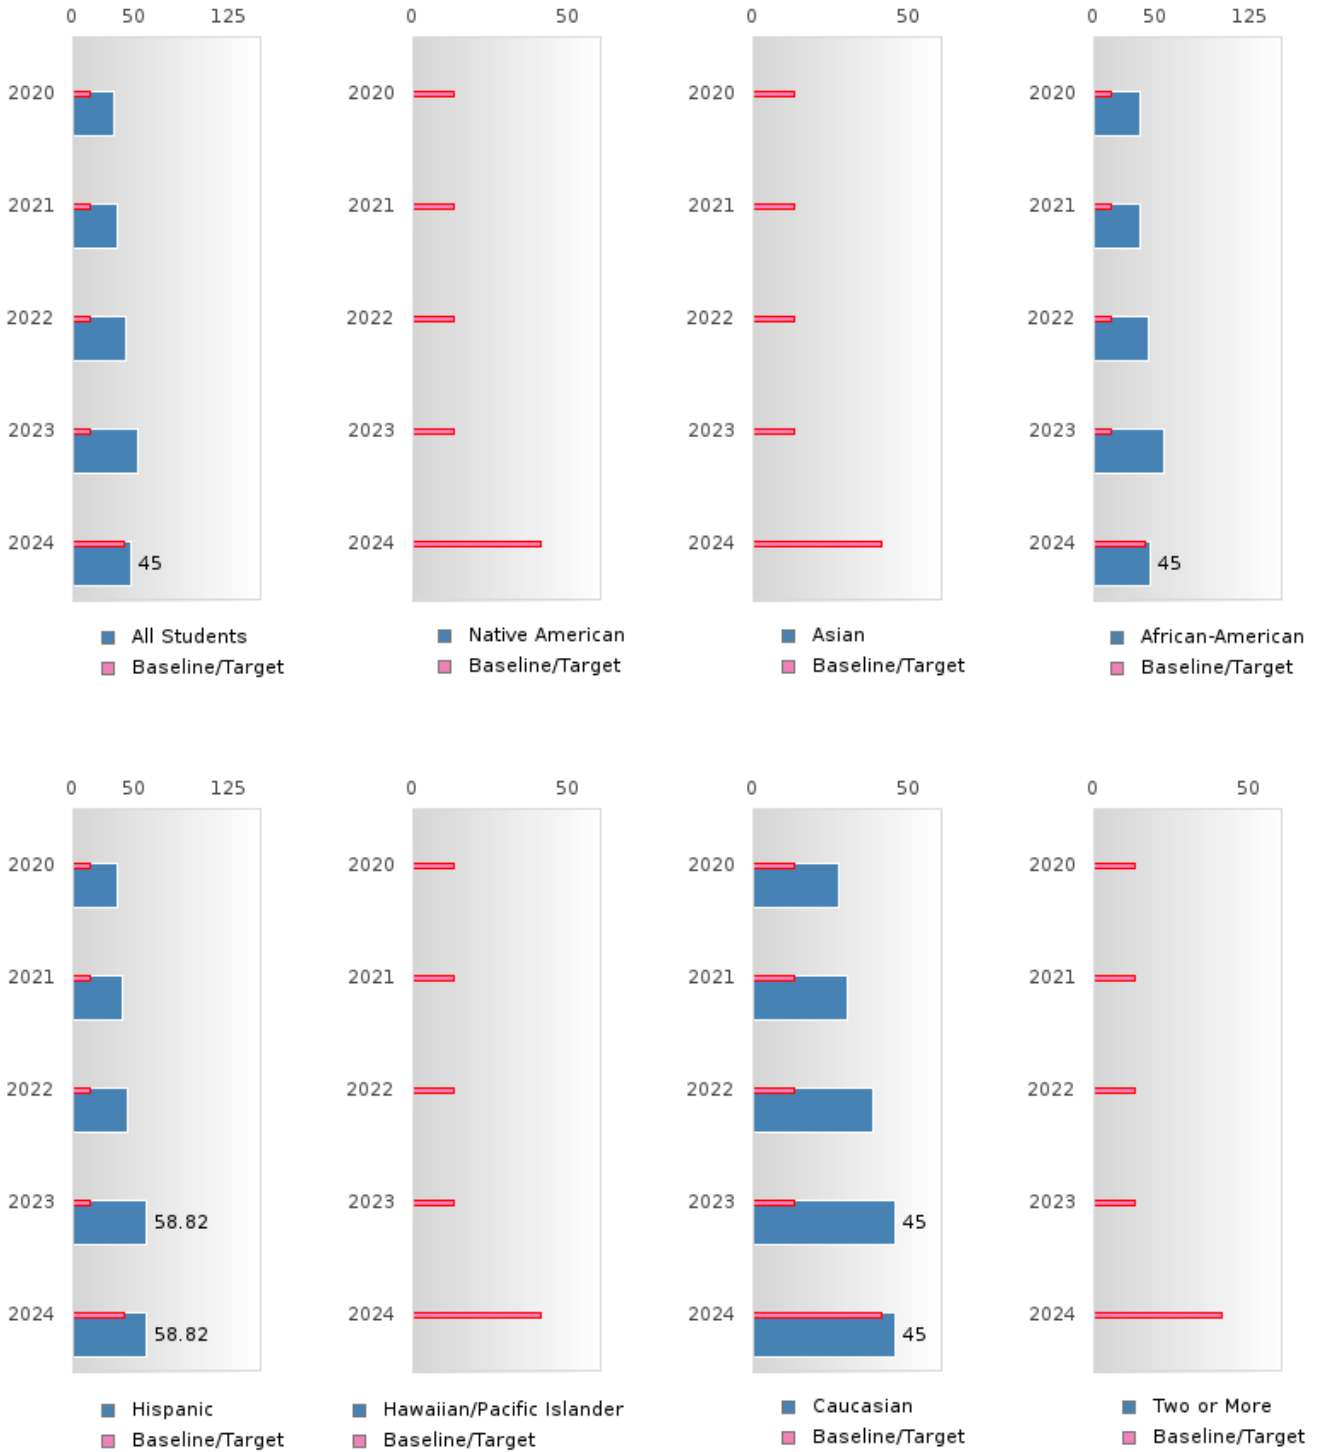 0 50 125
2020
2021
2022
2023
2024
45
All Students
Baseline/Target
0 50
2020
2021
2022
2023
2024
Native American
Baseline/Target
0 50
2020
2021
2022
2023
2024
Asian
Baseline/Target
0 50 125
2020
2021
2022
2023
2024
45
African-American
Baseline/Target
0 50 125
2020
2021
2022
2023
58.82
2024
58.82
Hispanic
Baseline/Target
0 50
2020
2021
2022
2023
2024
Hawaiian/Pacific Islander
Baseline/Target
0 50
2020
2021
2022
2023
45
2024
45
Caucasian
Baseline/Target
0 50
2020
2021
2022
2023
2024
Two or More
Baseline/Target